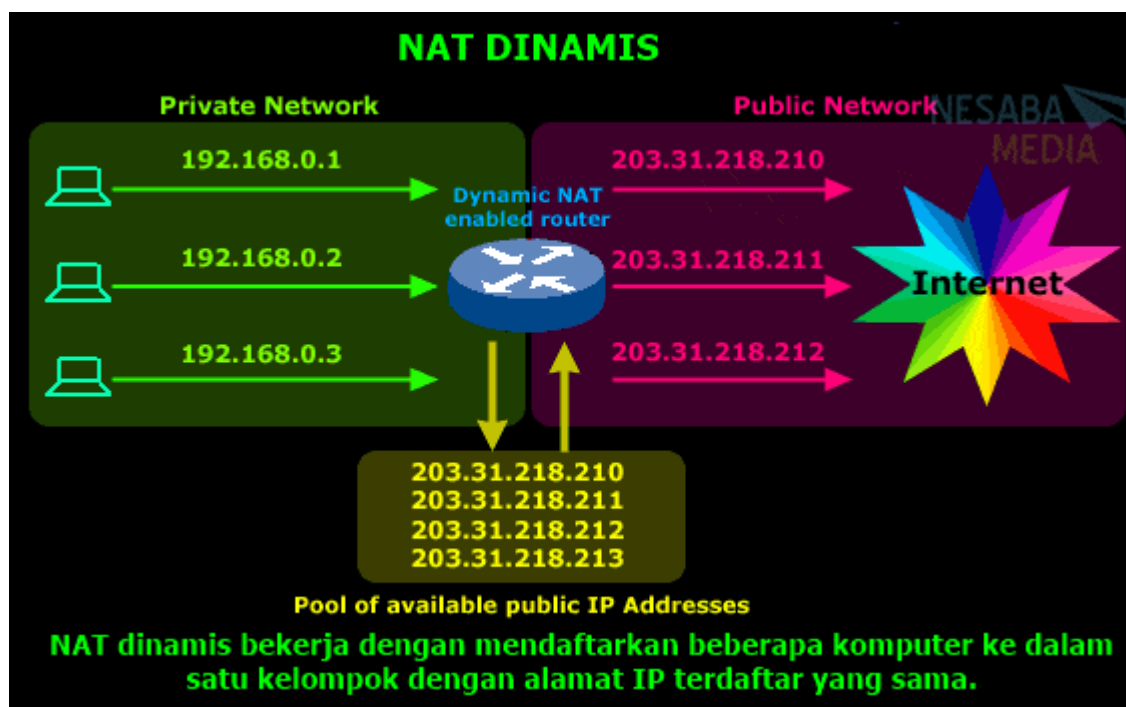 NAT DINAMIS
Private Network
Public Network
NESABA
MEDIA
192.168.0.1
203.31.218.210
Dynamic NAT
enabled router
192.168.0.2
203.31.218.211
Internet
192.168.0.3
203.31.218.212
203.31.218.210
203.31.218.211
203.31.218.212
203.31.218.213
Pool of available public IP Addresses
NAT dinamis bekerja dengan mendaftarkan beberapa komputer ke dalam
satu kelompok dengan alamat IP terdaftar yang sama.